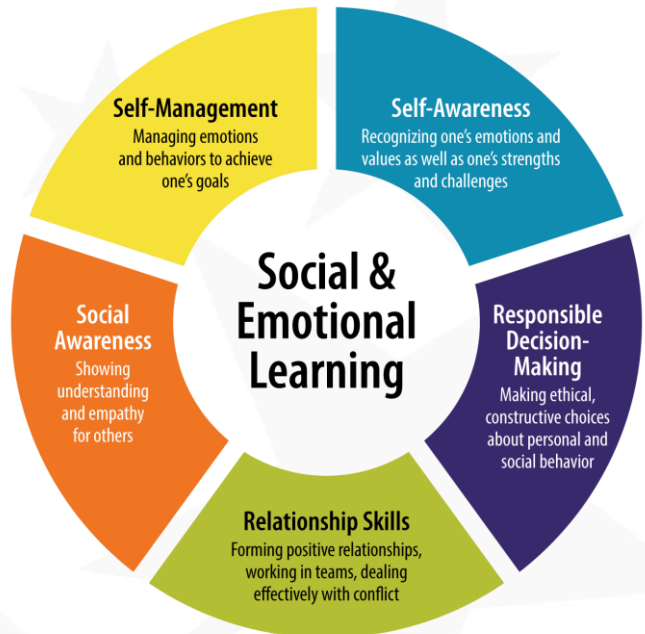 Self-Management
Managing emotions
and behaviors to achieve
one's goals
Self-Awareness
Recognizing one's emotions and
values as well as one's strengths
and challenges
Social &
Emotional
Learning
Social
Awareness
Showing
understanding
and empathy
for others
Responsible
Decision-
Making
Making ethical,
constructive choices
about personal and
social behavior
Relationship Skills
Forming positive relationships,
working in teams, dealing
effectively with conflict